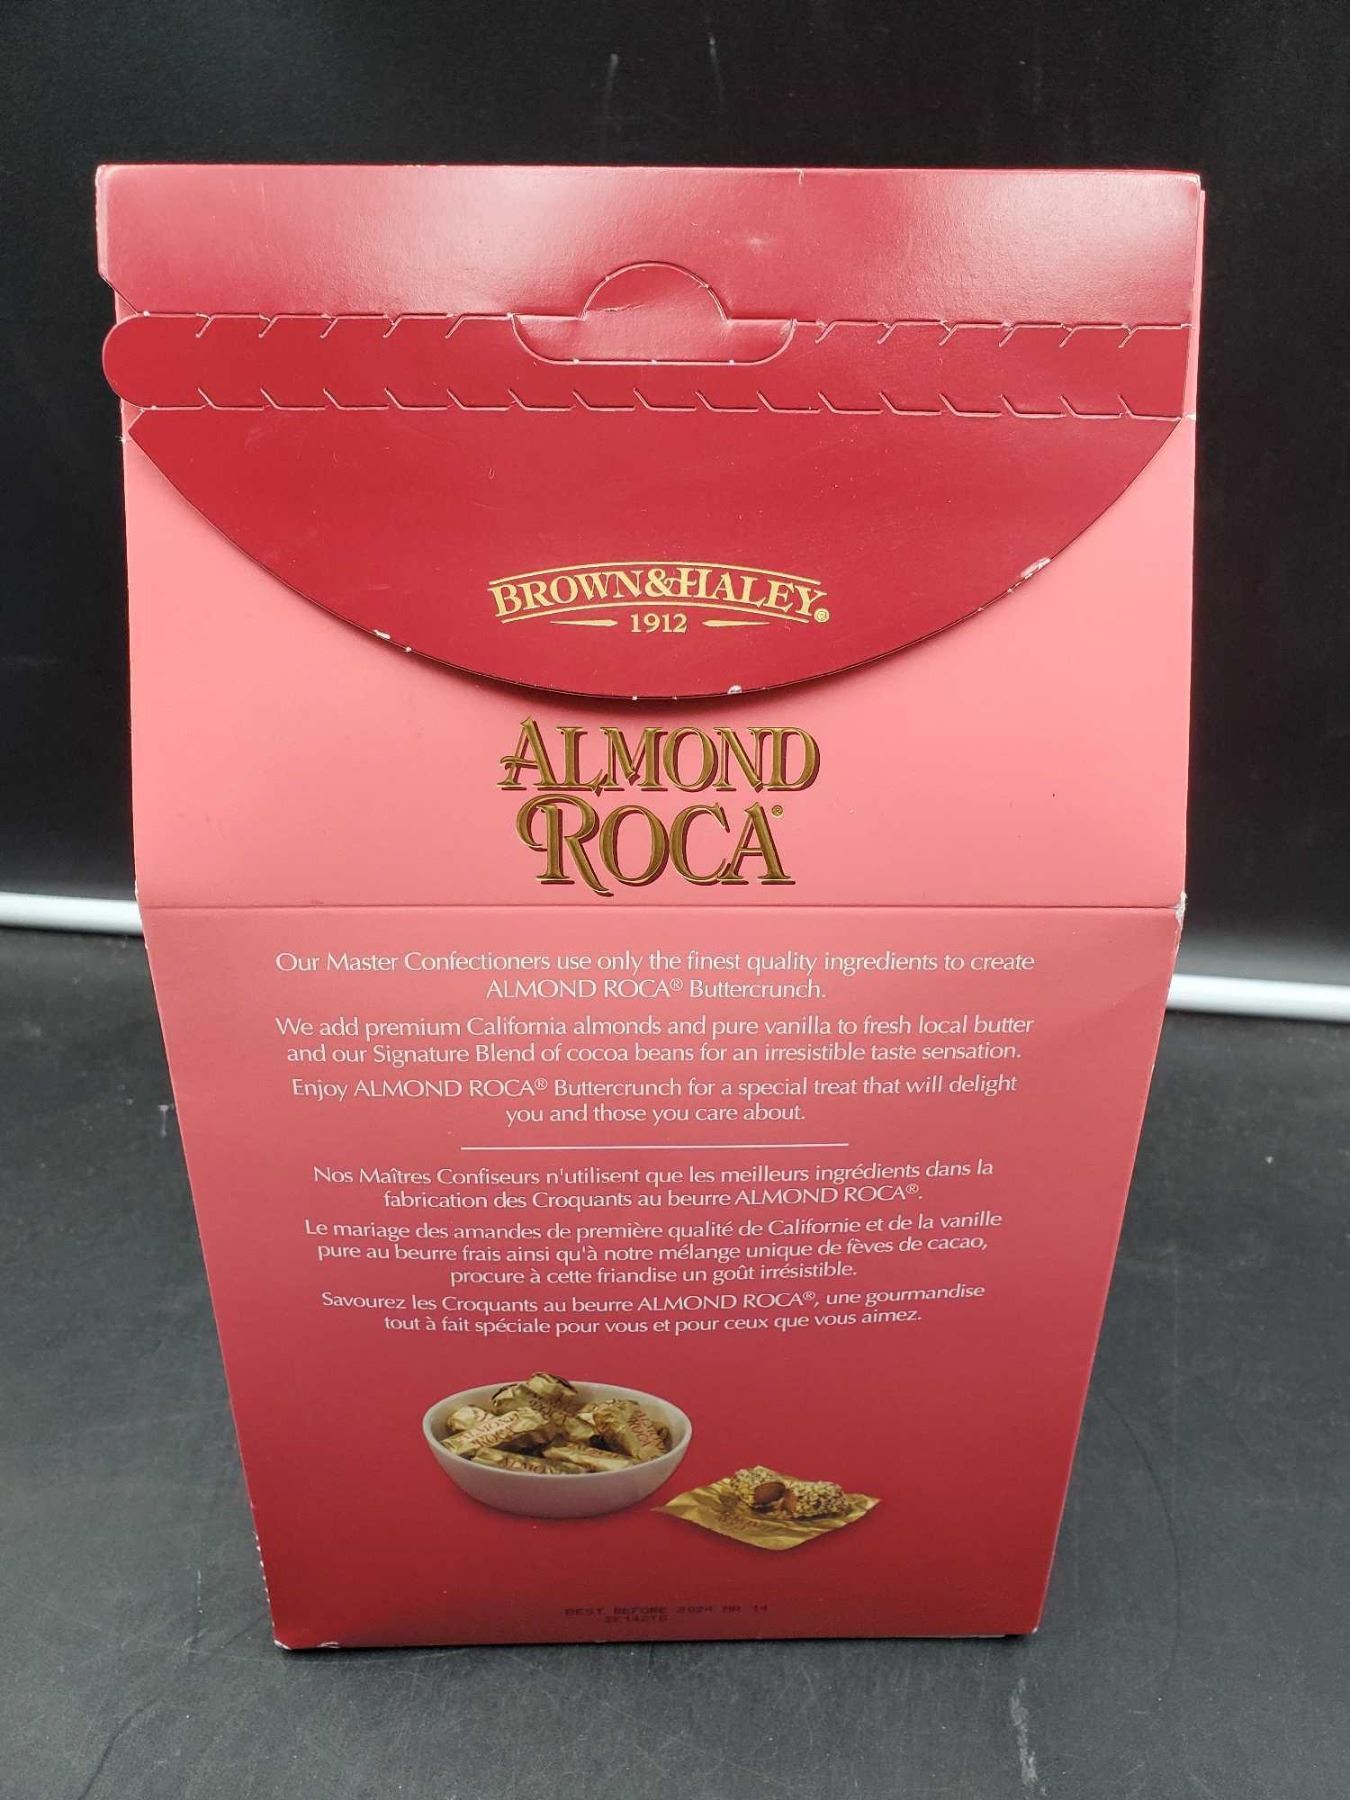 BROWN&HALEY®
1912
ALMOND
ROCA®
Our Master Confectioners use only the finest quality ingredients to create
ALMOND ROCA® Buttercrunch.
We add premium California almonds and pure vanilla to fresh local butter
and our Signature Blend of cocoa beans for an irresistible taste sensation.
Enjoy ALMOND ROCA® Buttercrunch for a special treat that will delight
you and those you care about.
Nos Maîtres Confiseurs n'utilisent que les meilleurs ingrédients dans la
fabrication des Croquants au beurre ALMOND ROCA®.
Le mariage des amandes de première qualité de Californie et de la vanille
pure au beurre frais ainsi qu'à notre mélange unique de fèves de cacao,
procure à cette friandise un goût irrésistible.
Savourez les Croquants au beurre ALMOND ROCA®, une gourmandise
tout à fait spéciale pour vous et pour ceux que vous aimez.
ALMOND
ROCA
ALMOND
BEST BEFORE 2024 MR 14